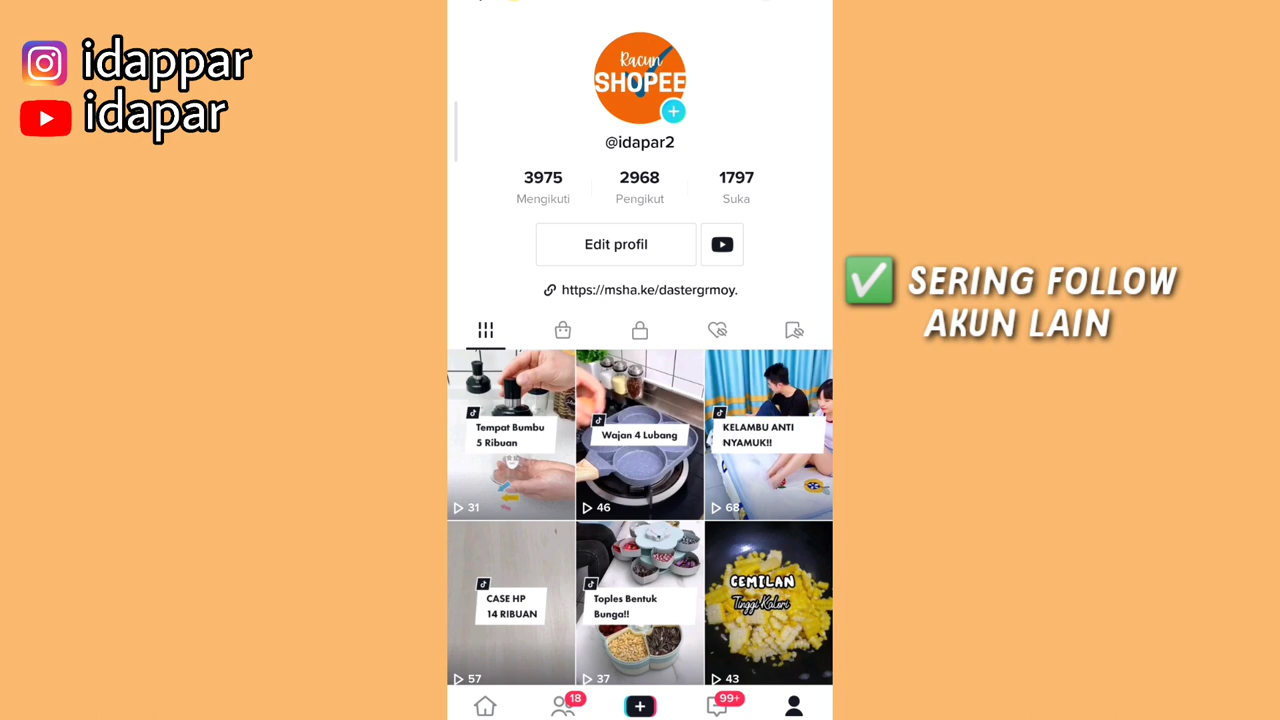 idappar
idapar
Racun
SHOPEE
@idapar2
3975 2968 1797
Mengikuti Pengikut Suka
Edit profil
https://msha.ke/dastergrmoy.
✅ SERING FOLLOW
AKUN LAIN
Tempat Bumbu
5 Ribuan
31
Wajan 4 Lubang
46
KELAMBU ANTI
NYAMUK!!
68
CASE HP
14 RIBUAN
57
Toples Bentuk
Bunga!!
37
CEMILAN
Tinggi Kaluri
43
18
99+